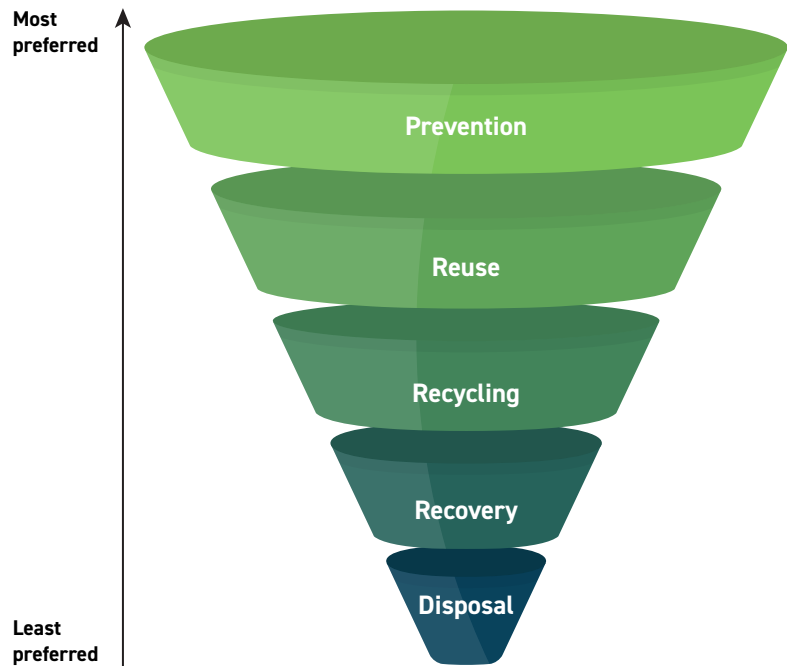 Most
preferred
Prevention
Reuse
Recycling
Recovery
Disposal
Least
preferred